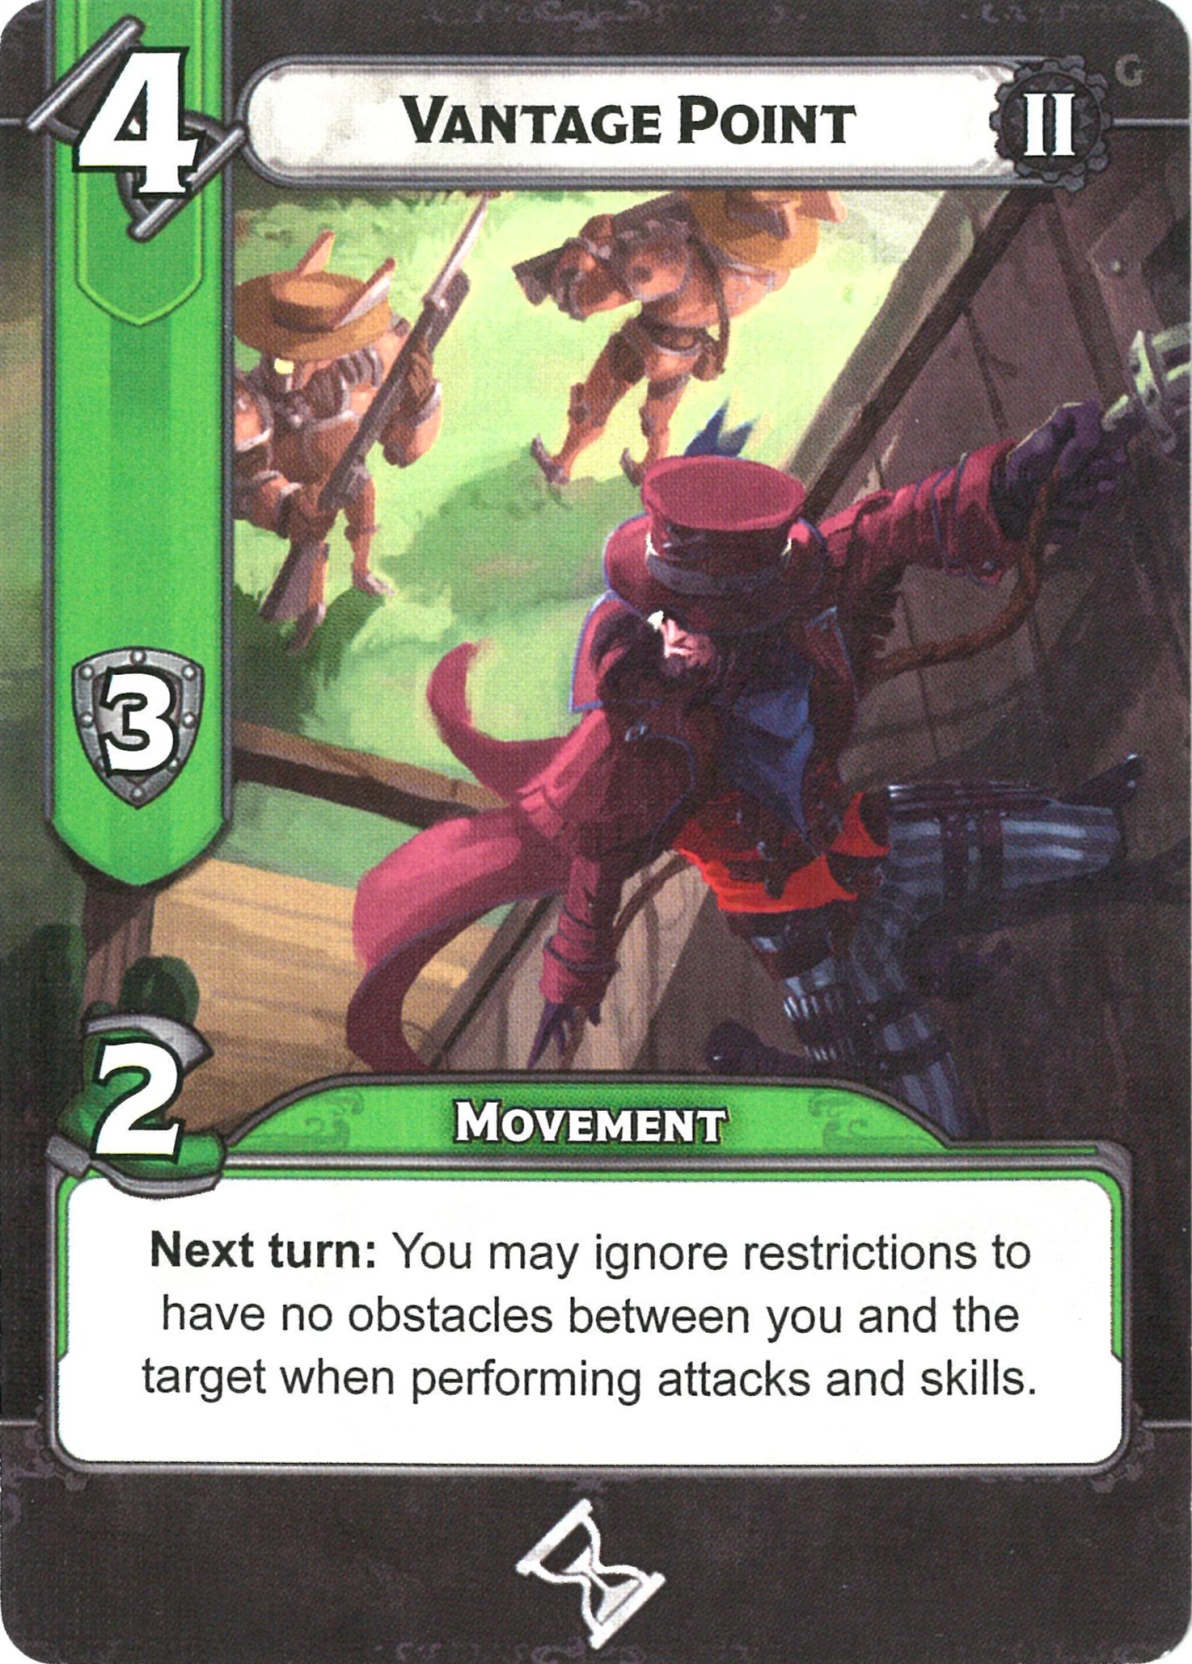 4
VANTAGE POINT
II
G
3
2
MOVEMENT
Next turn: You may ignore restrictions to
have no obstacles between you and the
target when performing attacks and skills.